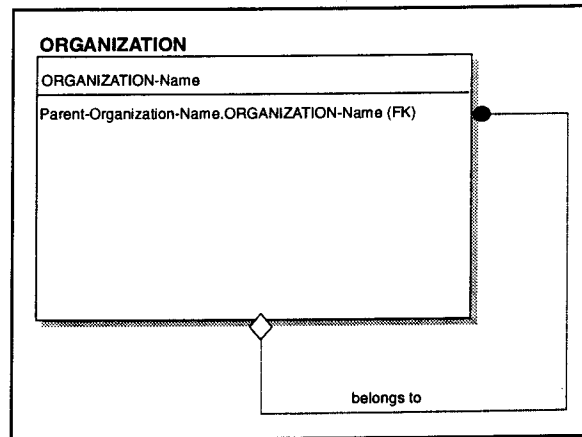 ORGANIZATION
ORGANIZATION-Name
Parent-Organization-Name.ORGANIZATION-Name (FK)
belongs to